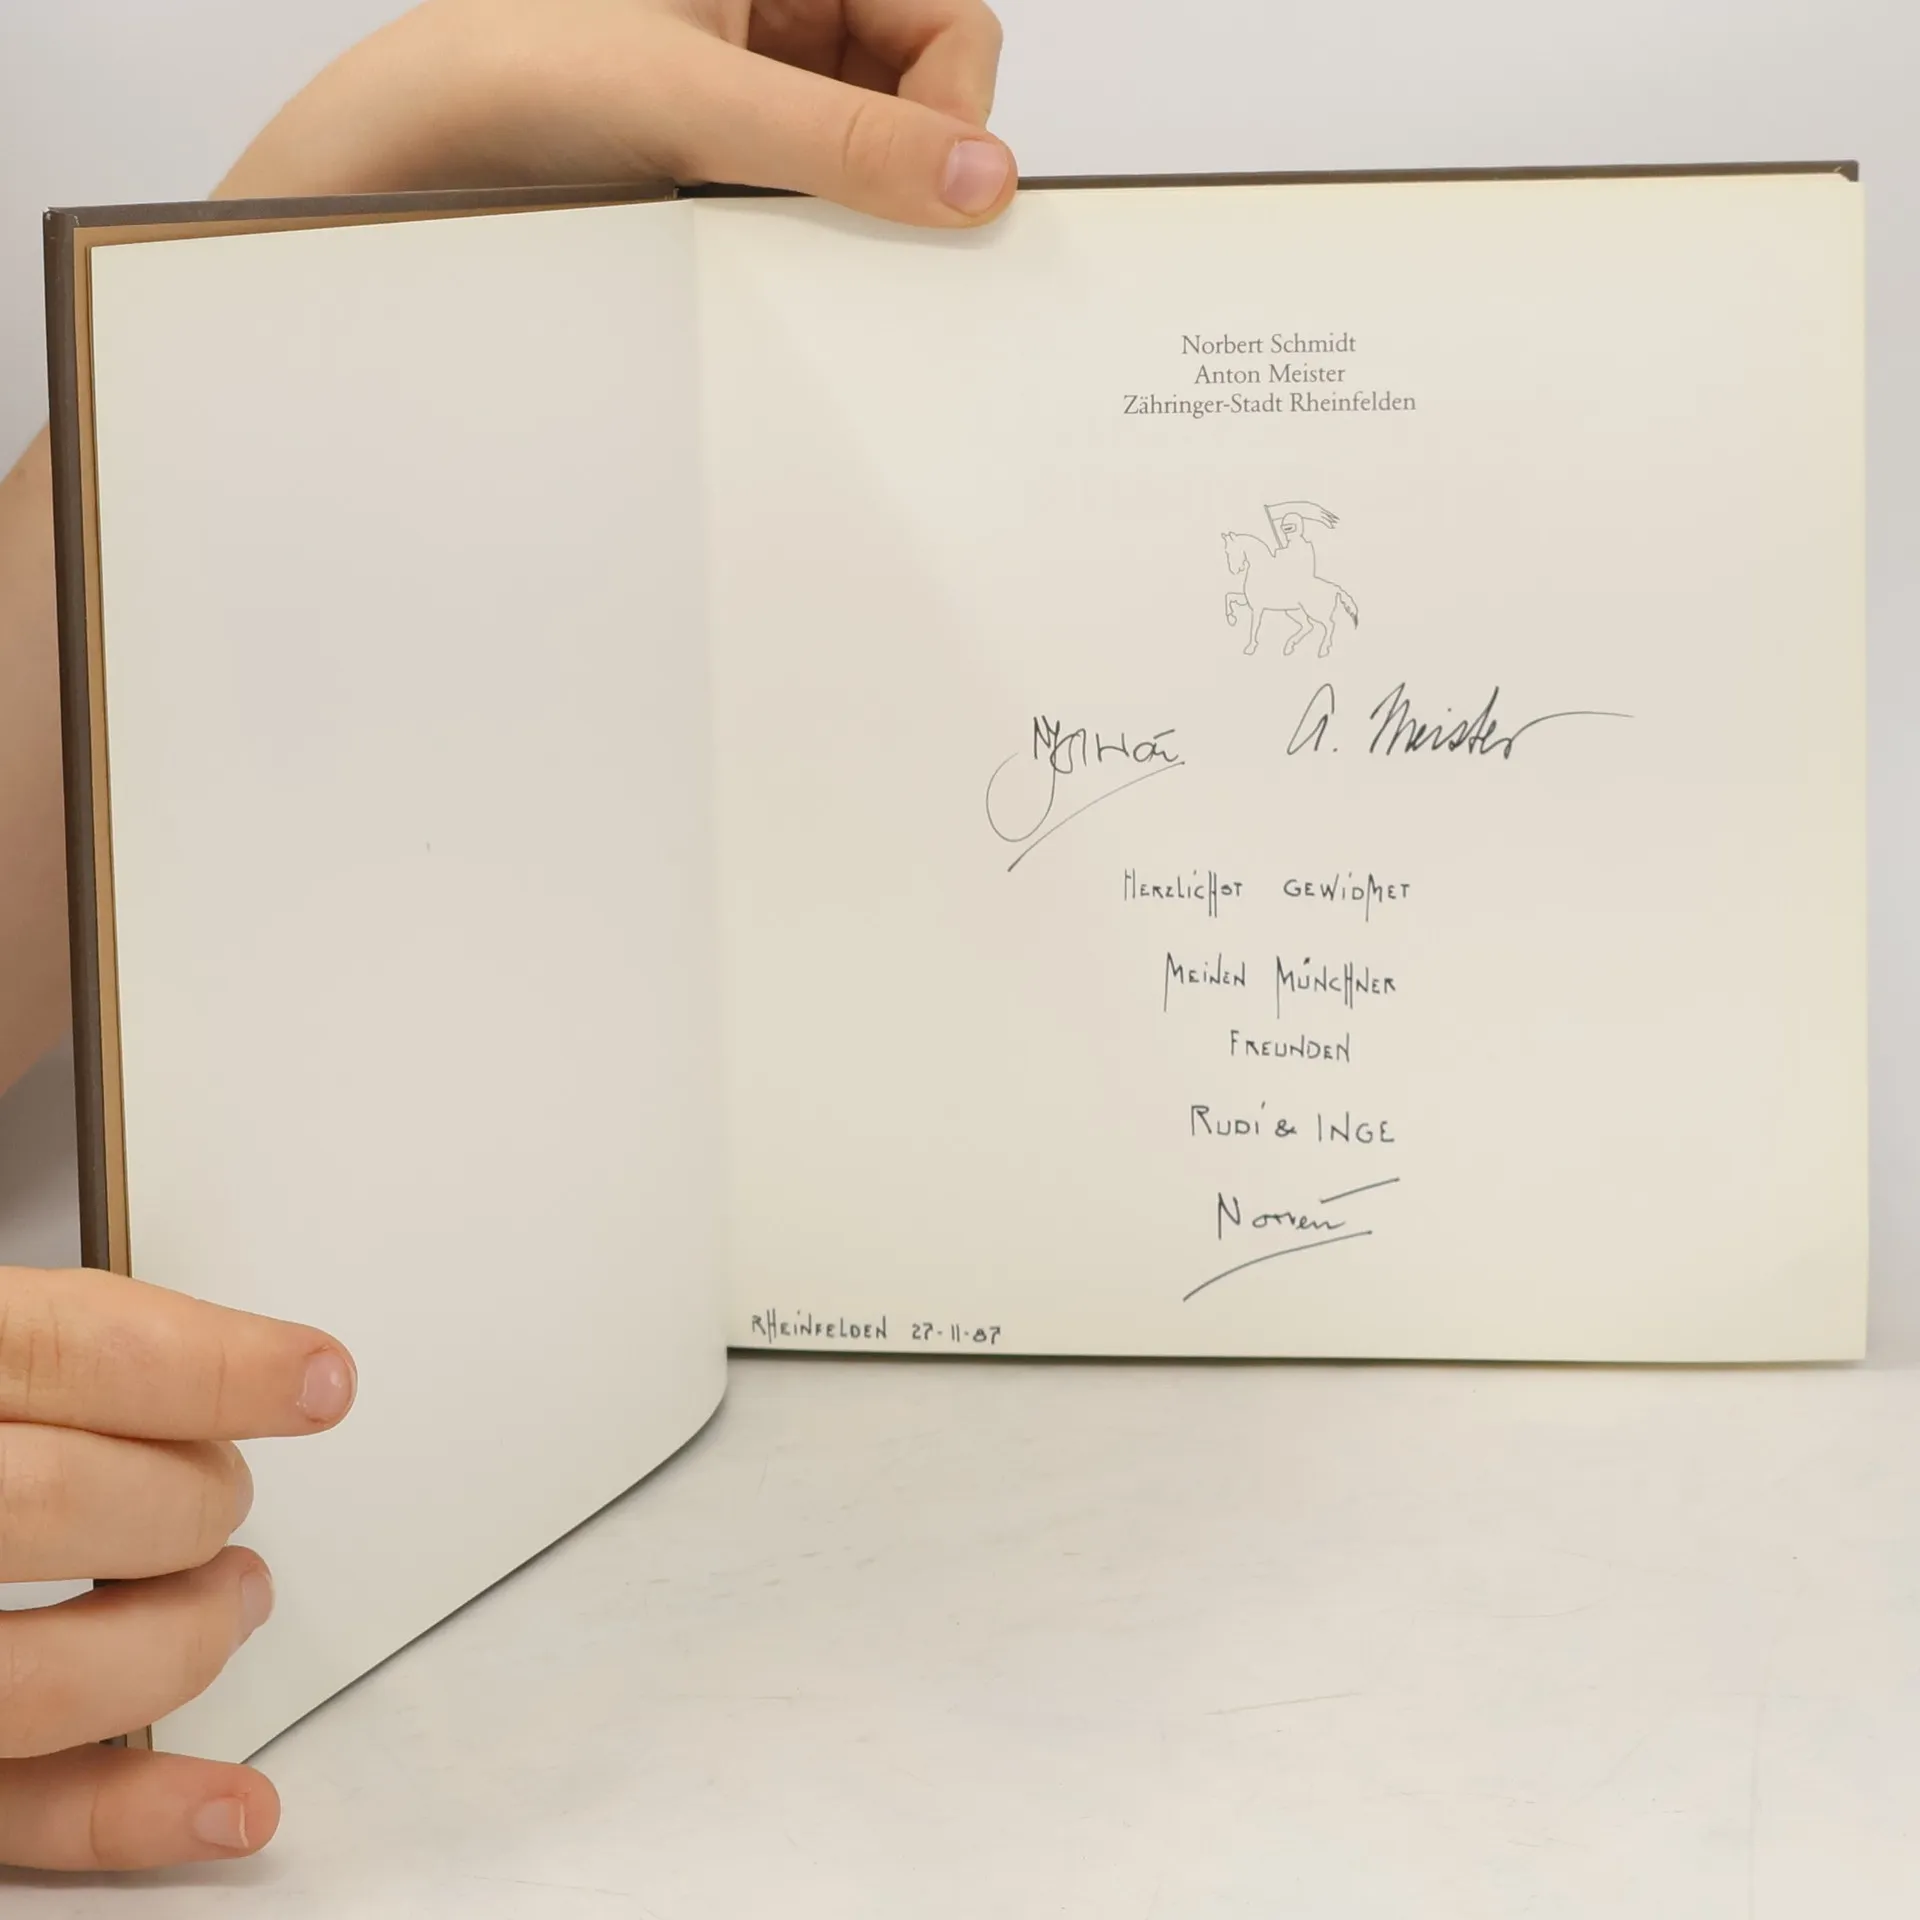 Norbert Schmidt
Anton Meister
Zähringer-Stadt Rheinfelden
A. Meister
HERZLICHST GEWIDMET
MEINEN MÜNCHNER
FREUNDEN
RUDI & INGE
RHEINFELDEN 27-11-87